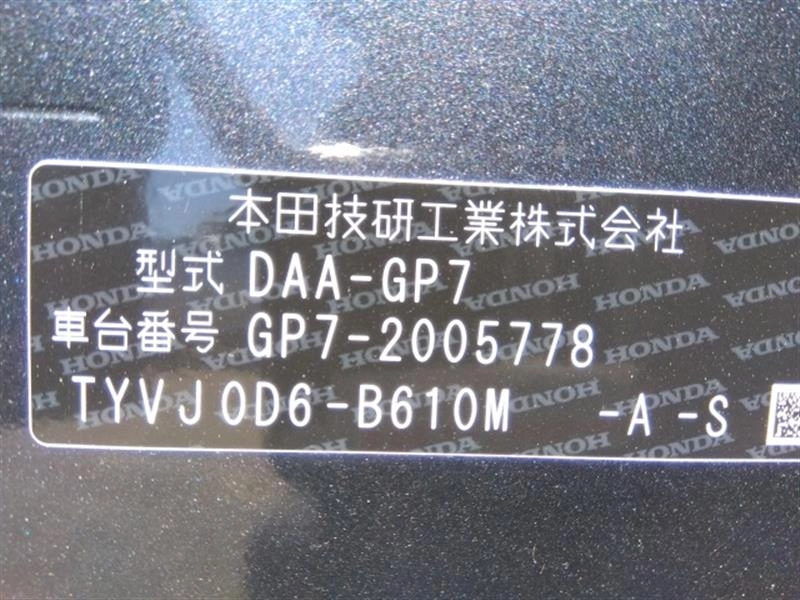 本田技研工業株式会社
型式 DAA-GP7
車台番号 GP7-2005778
TYVJ0D6-B610M -A -S